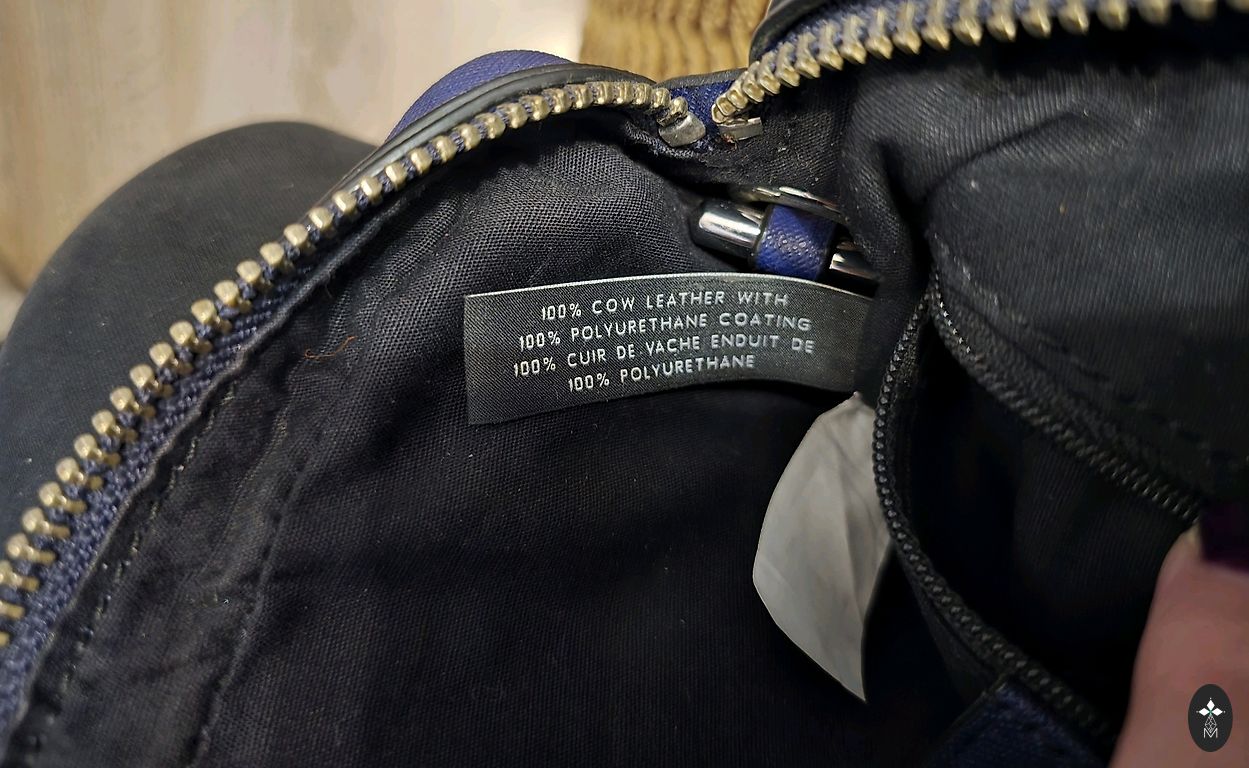 100% COW LEATHER WITH
100% POLYURETHANE COATING
100% CUIR DE VACHE ENDUIT DE
100% POLYURETHANE
M